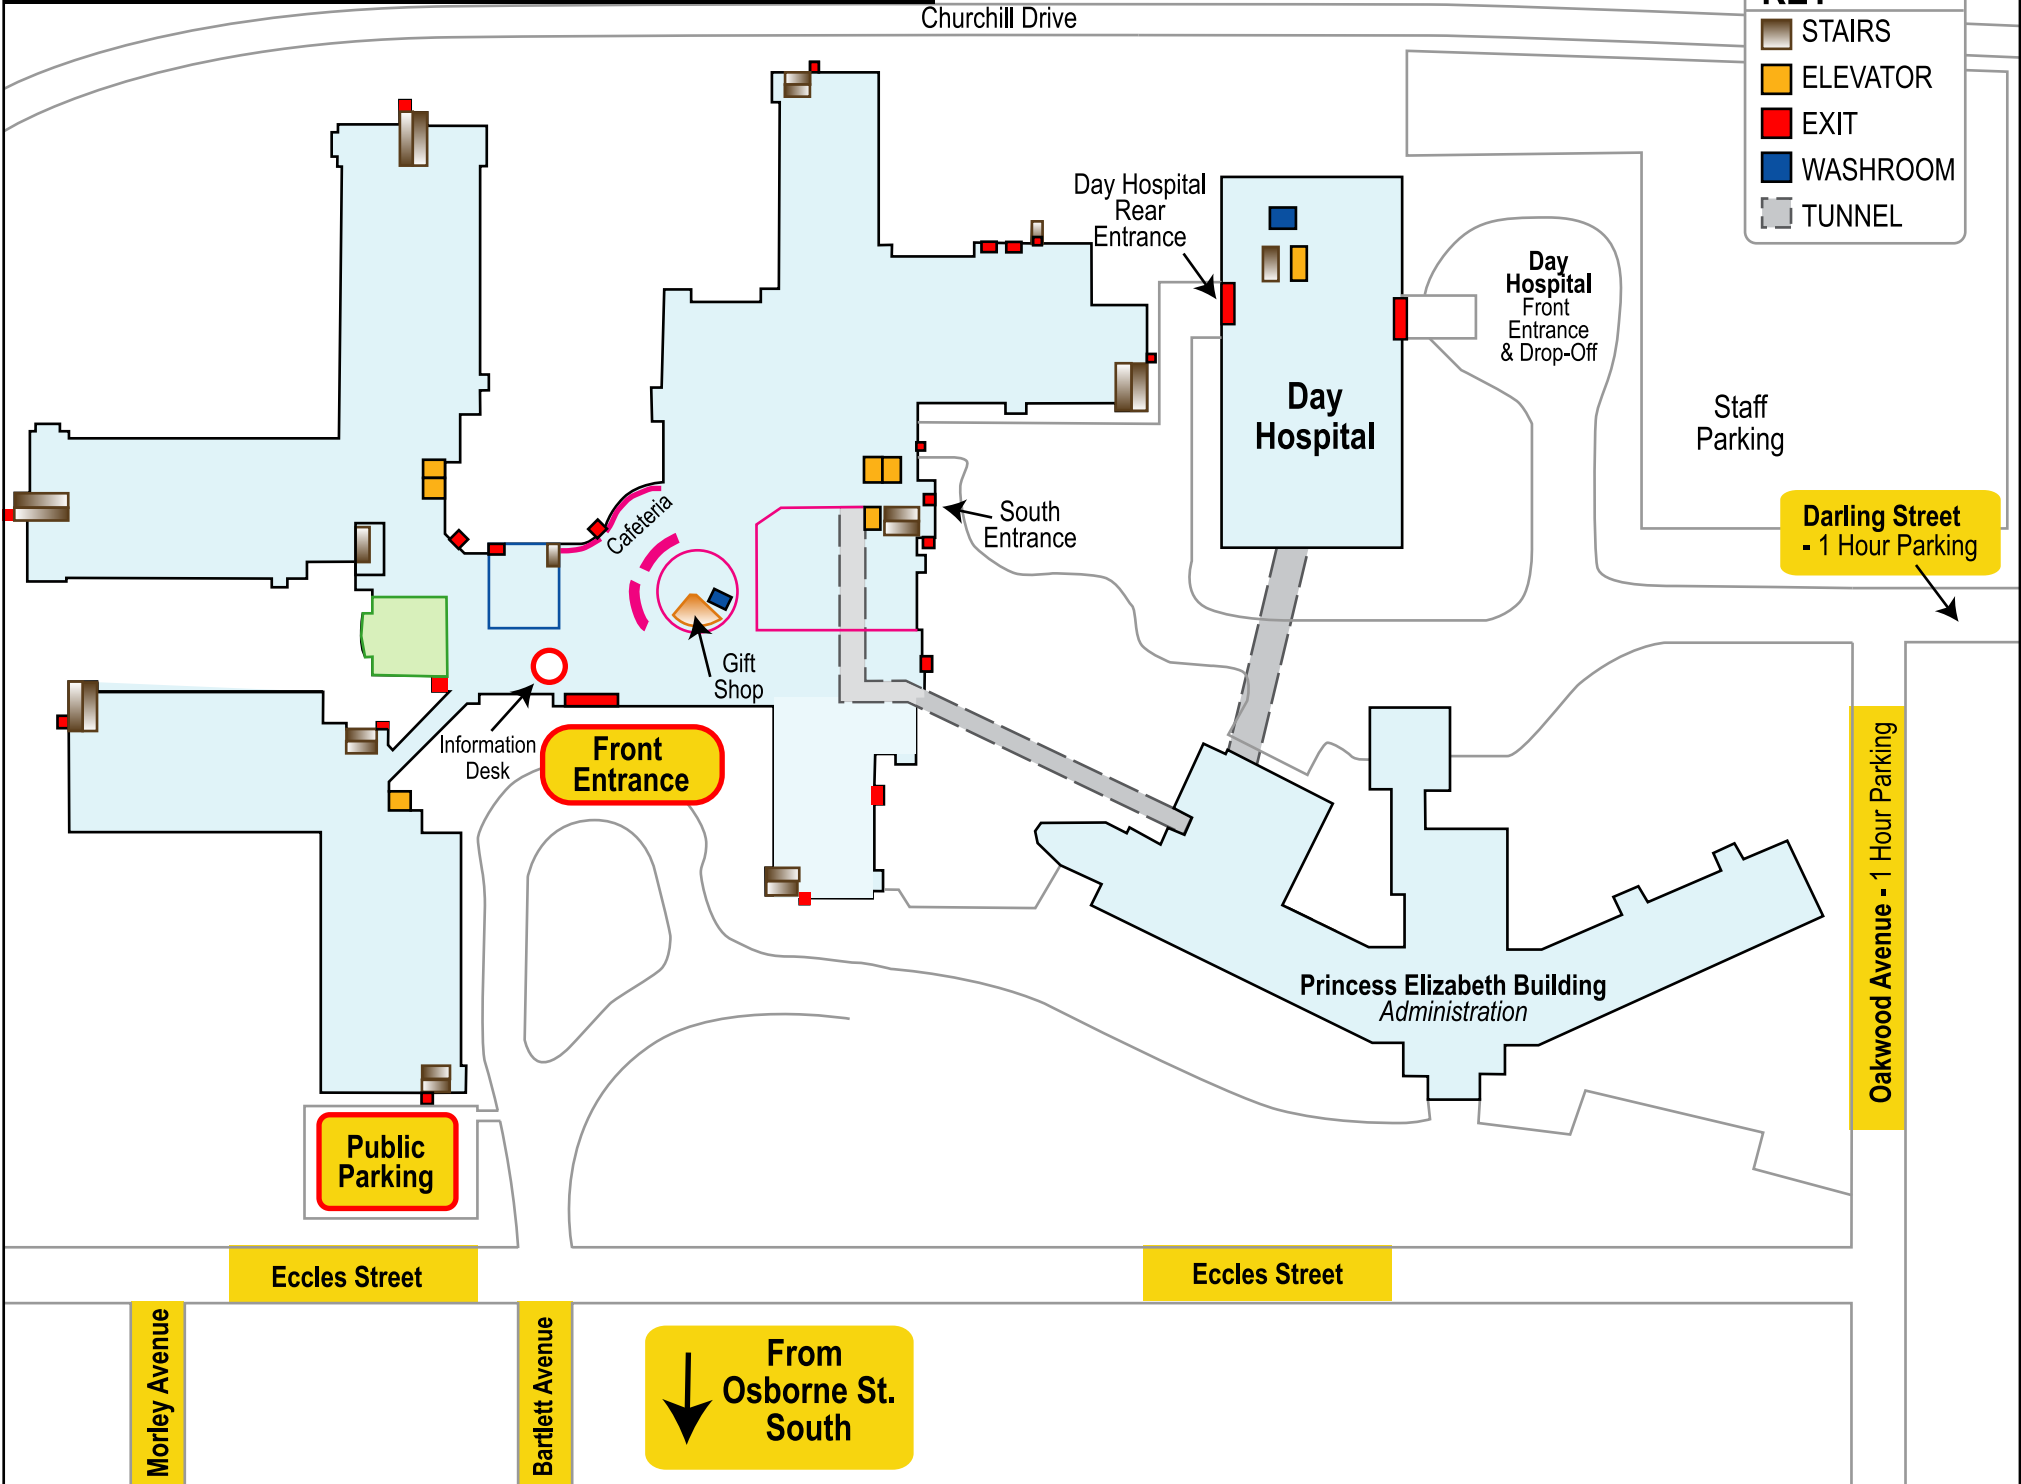 Churchill Drive
KEY
STAIRS
ELEVATOR
EXIT
WASHROOM
TUNNEL
Day Hospital
Rear
Entrance
Day
Hospital
Front
Entrance
& Drop-Off
Day
Hospital
Staff
Parking
Darling Street
- 1 Hour Parking
South
Entrance
Cafeteria
Gift
Shop
Information
Desk
Front
Entrance
Oakwood Avenue - 1 Hour Parking
Princess Elizabeth Building
Administration
Public
Parking
Eccles Street
Eccles Street
Morley Avenue
Bartlett Avenue
From
Osborne St.
South